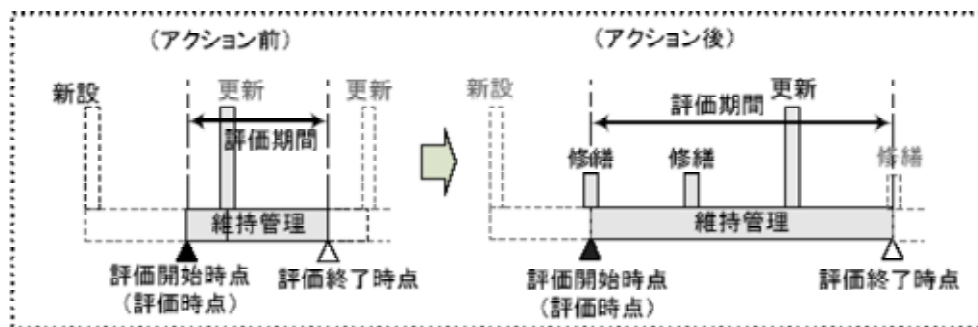 （アクション前）
新設
更新
更新
評価期間
維持管理
評価開始時点
（評価時点）
評価終了時点
（アクション後）
新設
更新
評価期間
修繕
修繕
修繕
維持管理
評価開始時点
（評価時点）
評価終了時点